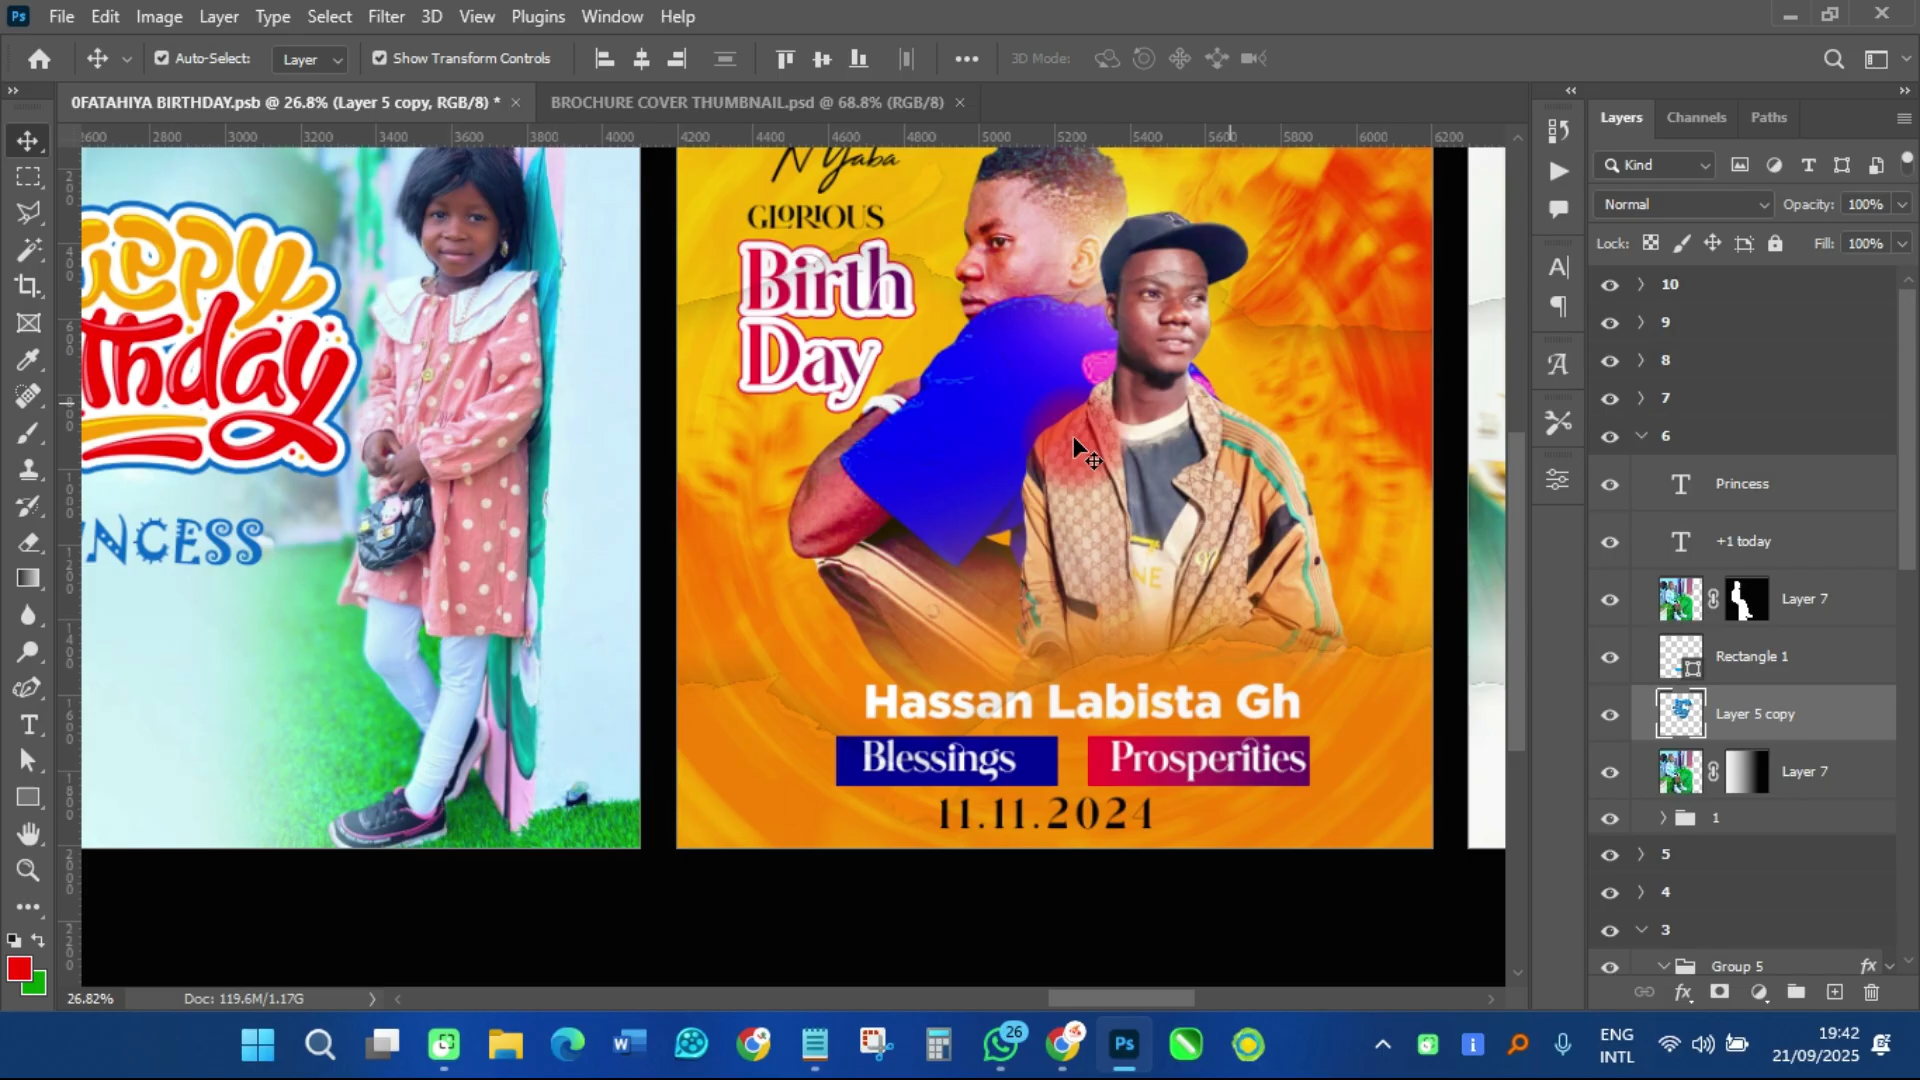 Ps File Edit Image Layer Type Select Filter 3D View Plugins Window Help
Auto-Select: Layer Show Transform Controls 3D Mode:
0FATAHIYA BIRTHDAY.psb @ 26.8% (Layer 5 copy, RGB/8) * BROCHURE COVER THUMBNAIL.psd @ 68.8% (RGB/8)
2800 3000 3200 3400 3600 3800 4000 4200 4400 4600 4800 5000 5200 5400 5600 5800 6000 6200
Layers Channels Paths
Kind
Normal Opacity: 100%
Lock: Fill: 100%
10
9
8
7
6
Princess
+1 today
Layer 7
Rectangle 1
Layer 5 copy
Layer 7
1
5
4
3
Group 5 fx
N Yaba
GLORIOUS
Birth
Day
Hassan Labista Gh
Blessings Prosperities
11.11.2024
26.82% Doc: 119.6M/1.17G
26
ENG
INTL
19:42
21/09/2025